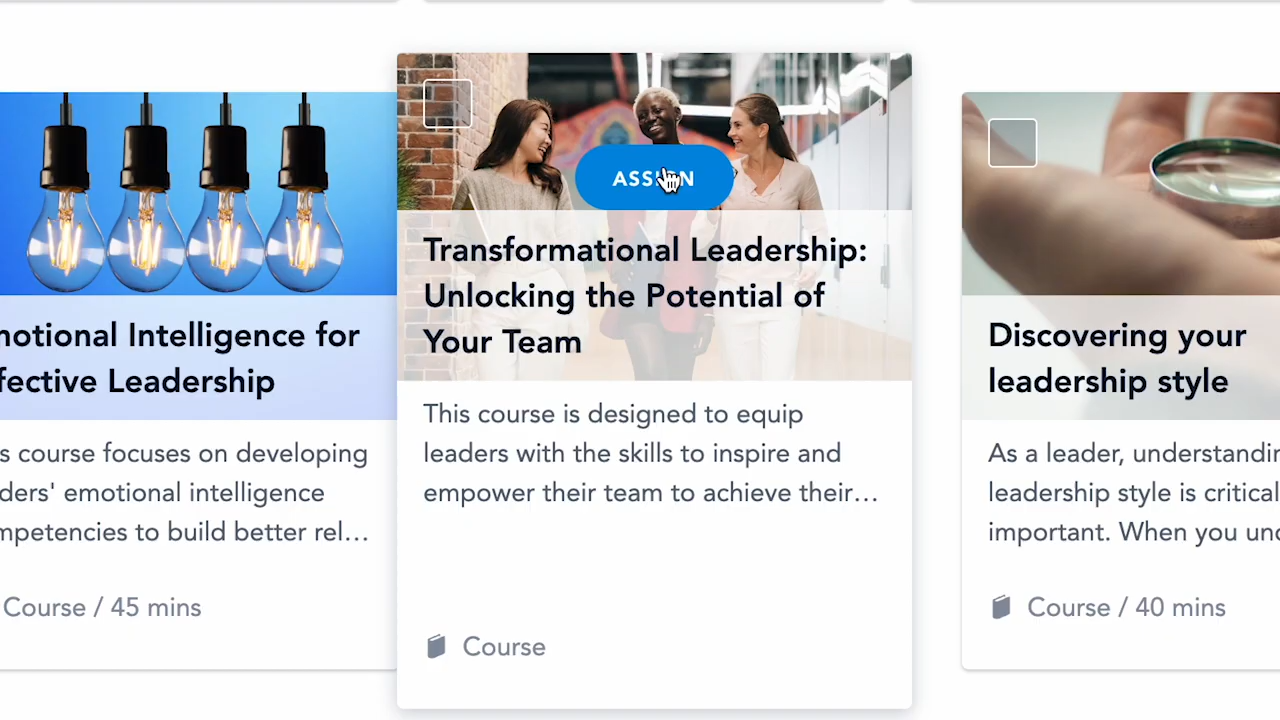 motional Intelligence for
fective Leadership
s course focuses on developing
ders' emotional intelligence
mpetencies to build better rel...
Course / 45 mins
ASSIGN
Transformational Leadership:
Unlocking the Potential of
Your Team
This course is designed to equip
leaders with the skills to inspire and
empower their team to achieve their...
Course
Discovering your
leadership style
As a leader, understandin
leadership style is critical
important. When you und
Course / 40 mins